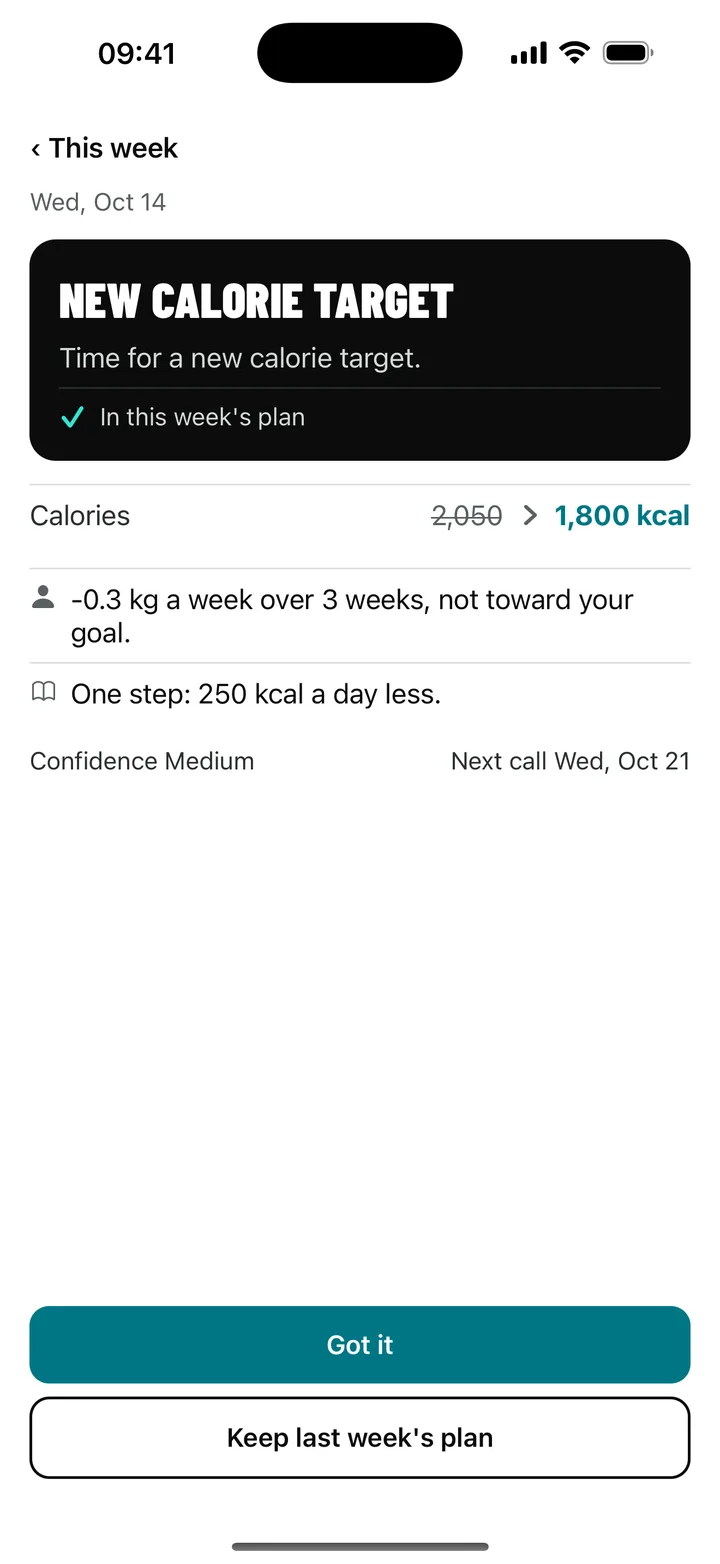 09:41
‹ This week
Wed, Oct 14
NEW CALORIE TARGET
Time for a new calorie target.
In this week's plan
Calories 2,050 > 1,800 kcal
-0.3 kg a week over 3 weeks, not toward your
goal.
One step: 250 kcal a day less.
Confidence Medium Next call Wed, Oct 21
Got it
Keep last week's plan